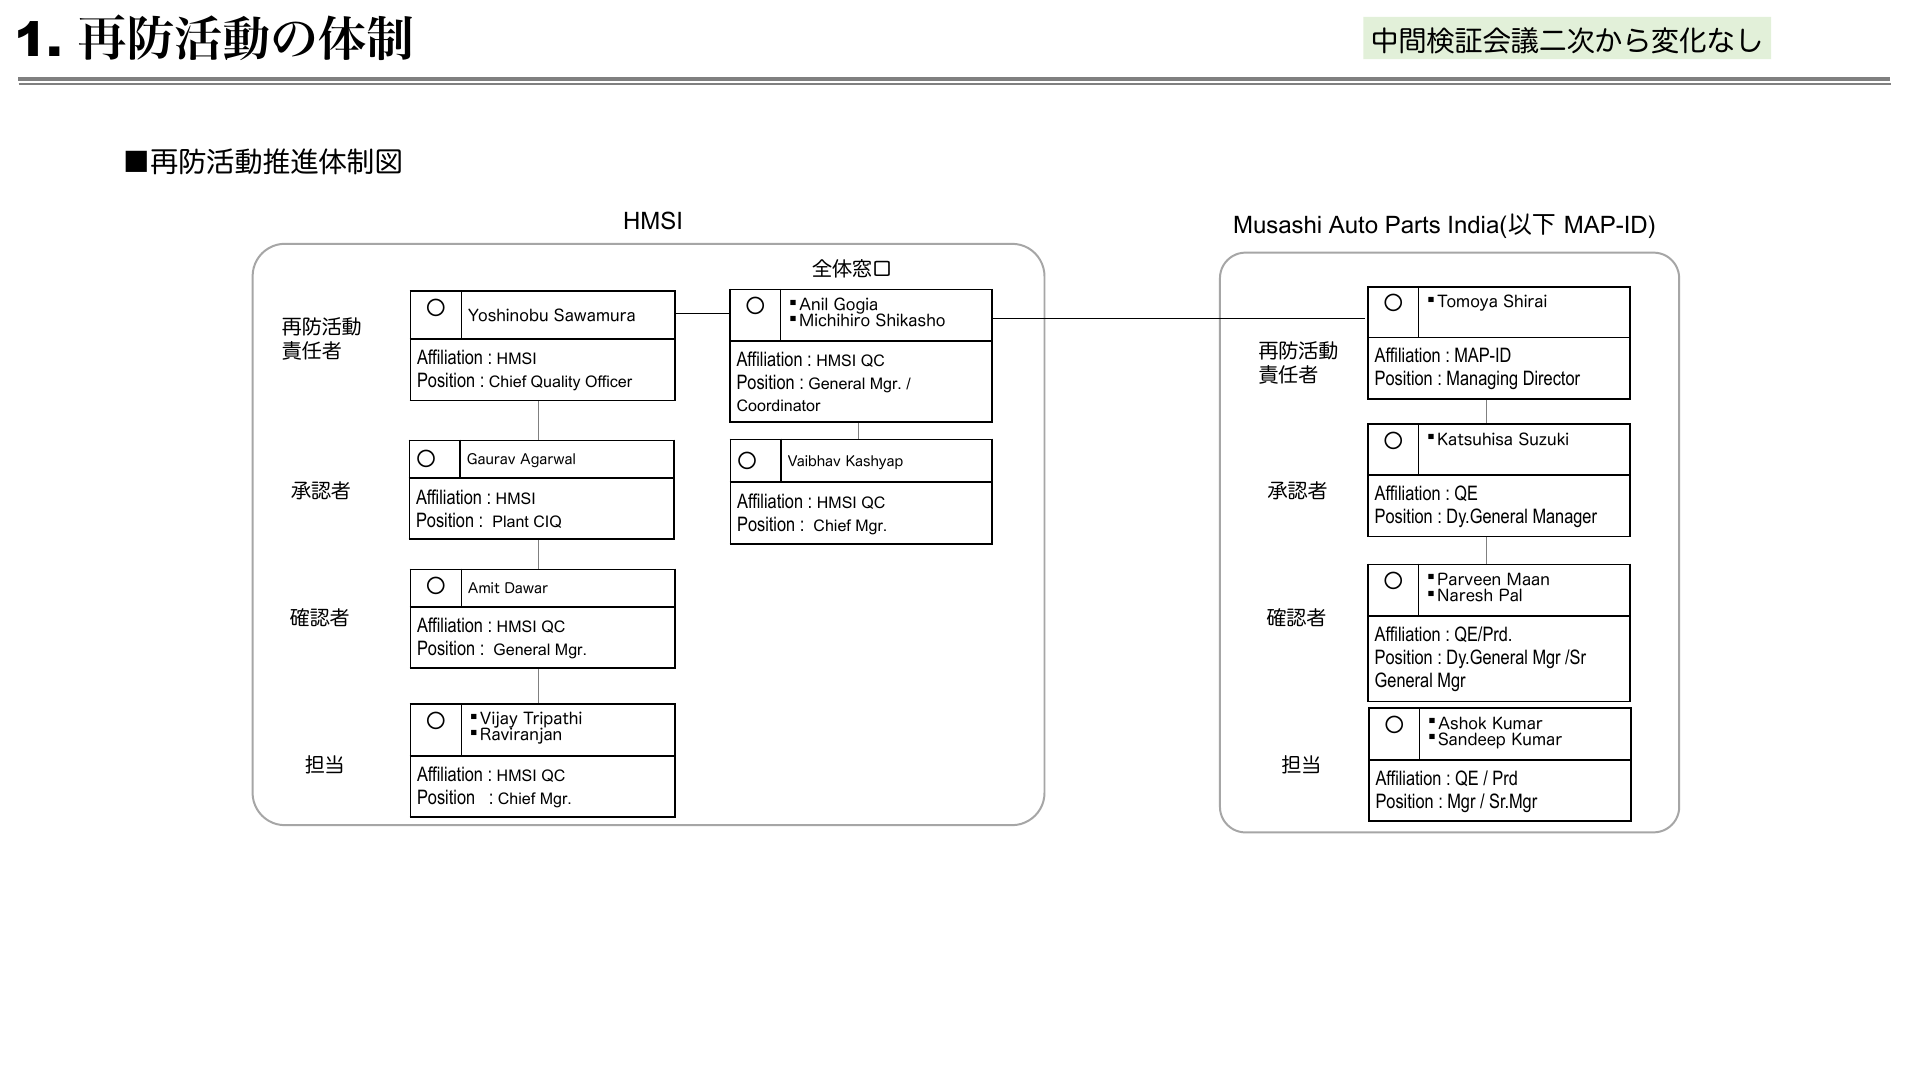 1. 再防活動の体制
中間検証会議二次から変化なし
■再防活動推進体制図
HMSI
全体窓口
再防活動
責任者
○ Yoshinobu Sawamura
Affiliation : HMSI
Position : Chief Quality Officer
○ ▪Anil Gogia
▪Michihiro Shikasho
Affiliation : HMSI QC
Position : General Mgr. /
Coordinator
承認者
○ Gaurav Agarwal
Affiliation : HMSI
Position : Plant CIQ
○ Vaibhav Kashyap
Affiliation : HMSI QC
Position : Chief Mgr.
確認者
○ Amit Dawar
Affiliation : HMSI QC
Position : General Mgr.
担当
○ ▪Vijay Tripathi
▪Raviranjan
Affiliation : HMSI QC
Position : Chief Mgr.
Musashi Auto Parts India(以下 MAP-ID)
再防活動
責任者
○ ▪Tomoya Shirai
Affiliation : MAP-ID
Position : Managing Director
承認者
○ ▪Katsuhisa Suzuki
Affiliation : QE
Position : Dy.General Manager
確認者
○ ▪Parveen Maan
▪Naresh Pal
Affiliation : QE/Prd.
Position : Dy.General Mgr /Sr
General Mgr
担当
○ ▪Ashok Kumar
▪Sandeep Kumar
Affiliation : QE / Prd
Position : Mgr / Sr.Mgr